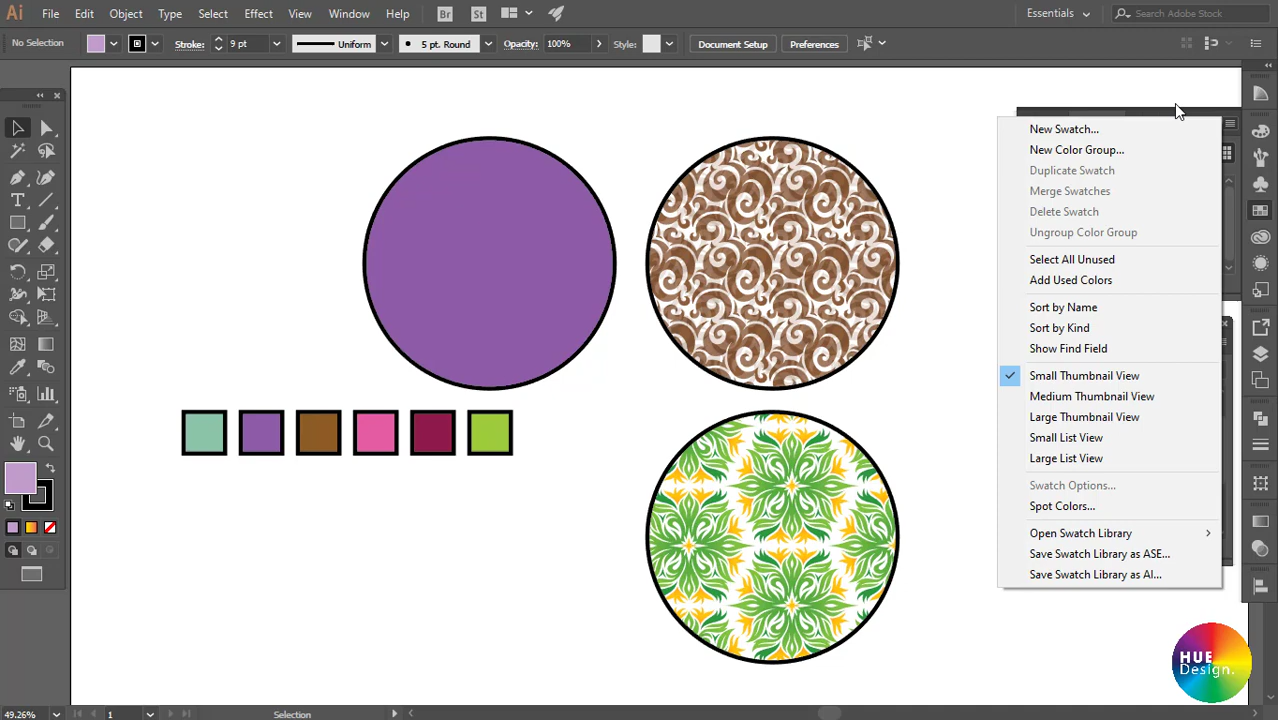 Ai File Edit Object Type Select Effect View Window Help Br St Essentials Search Adobe Stock
No Selection Stroke: 9 pt Uniform 5 pt. Round Opacity: 100% Style: Document Setup Preferences
New Swatch...
New Color Group...
Duplicate Swatch
Merge Swatches
Delete Swatch
Ungroup Color Group
Select All Unused
Add Used Colors
Sort by Name
Sort by Kind
Show Find Field
Small Thumbnail View
Medium Thumbnail View
Large Thumbnail View
Small List View
Large List View
Swatch Options...
Spot Colors...
Open Swatch Library
Save Swatch Library as ASE...
Save Swatch Library as AI...
HUE
Design.
49.26% 1 Selection